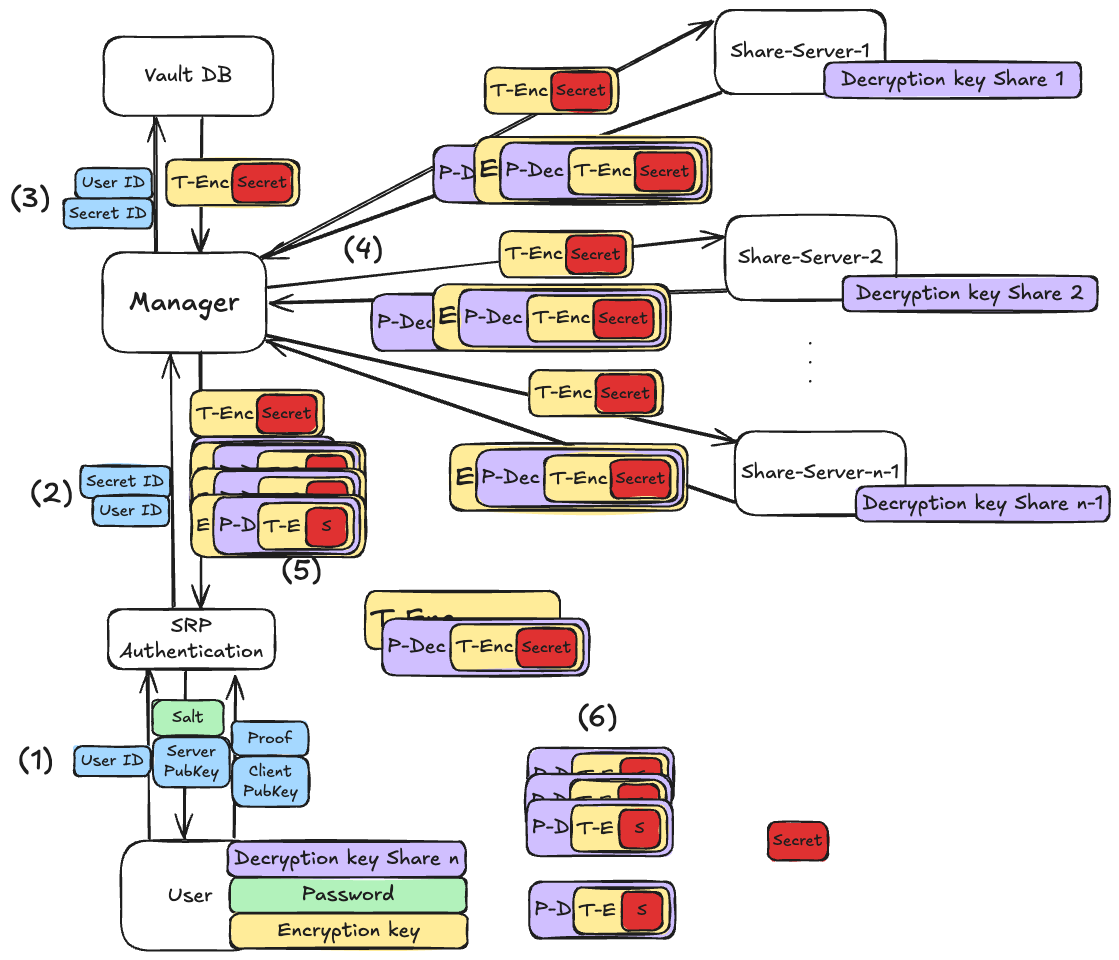 Vault DB
Share-Server-1
Decryption key Share 1
T-Enc Secret
P-D E P-Dec T-Enc Secret
(3)
User ID
Secret ID
T-Enc Secret
(4)
T-Enc Secret
Share-Server-2
Decryption key Share 2
Manager
P-Dec E P-Dec T-Enc Secret
.
.
.
T-Enc Secret
T-Enc Secret
Share-Server-n-1
Decryption key Share n-1
E P-Dec T-Enc Secret
(2)
Secret ID
User ID
E P-D T-E S
(5)
SRP
Authentication
T-Enc
P-Dec T-Enc Secret
(1)
User ID
Salt
Server
PubKey
Proof
Client
PubKey
(6)
P-D T-E S
P-D T-E S
P-D T-E S
Secret
P-D T-E S
User
Decryption key Share n
Password
Encryption key